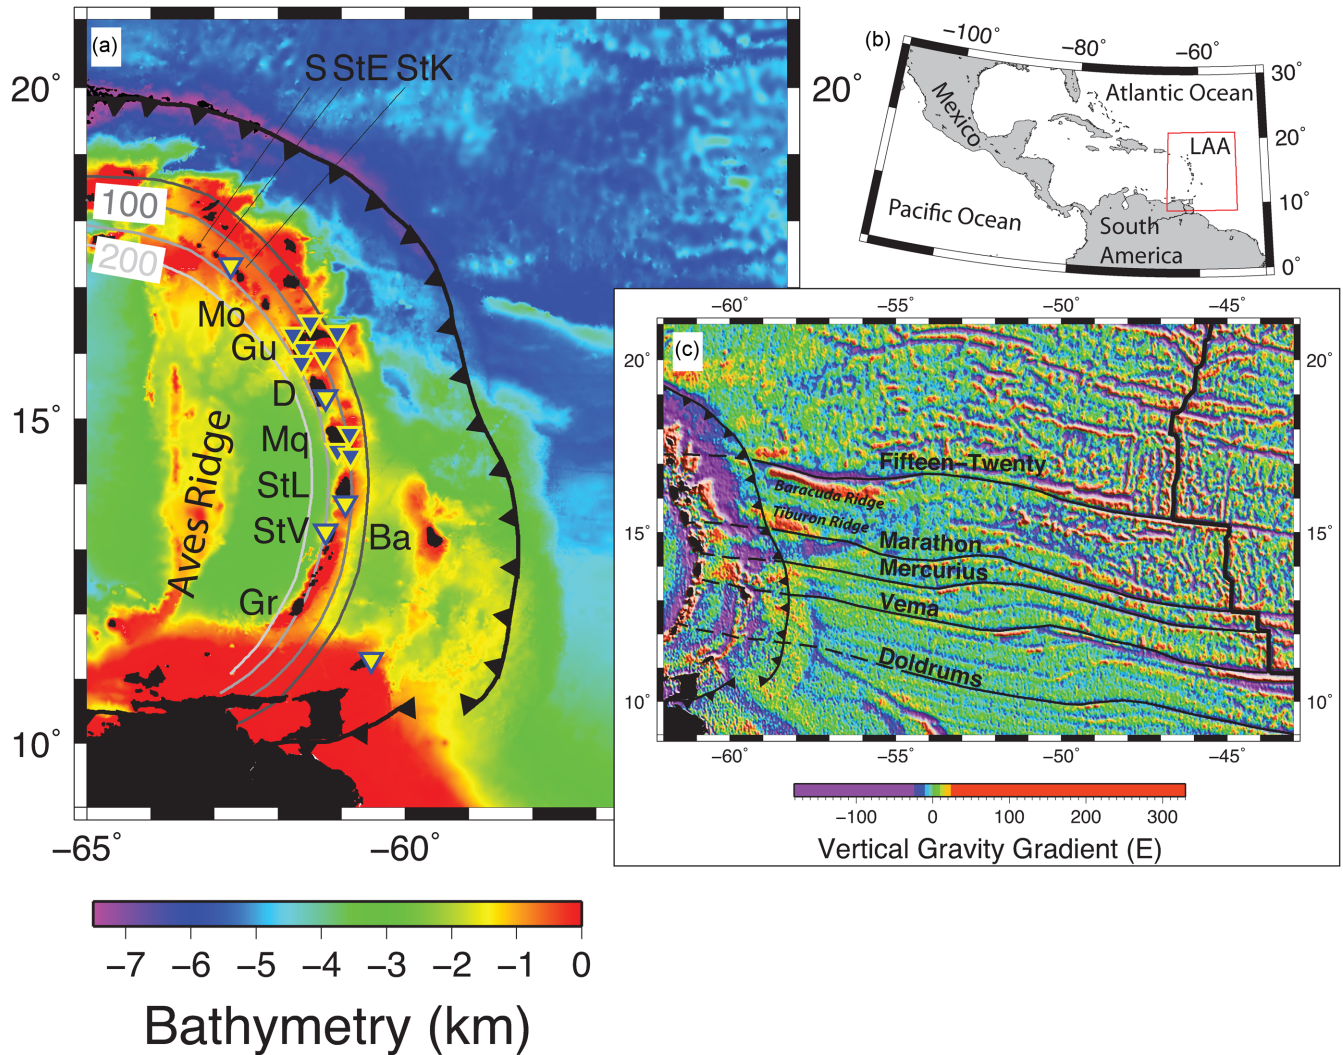 (a)
S StE StK
20°
20°
100
200
Mo
Gu
D
15°
Mq
StL
StV
Ba
Aves Ridge
Gr
10°
−65°
−60°
−7 −6 −5 −4 −3 −2 −1 0
Bathymetry (km)
(b)
−100°
−80°
−60°
30°
Atlantic Ocean
Mexico
20°
LAA
10°
Pacific Ocean
South
America
0°
−60° −55° −50° −45°
(c)
20°
20°
Fifteen−Twenty
Baracuda Ridge
Tiburon Ridge
15°
15°
Marathon
Mercurius
Vema
Doldrums
10°
10°
−60° −55° −50° −45°
−100 0 100 200 300
Vertical Gravity Gradient (E)